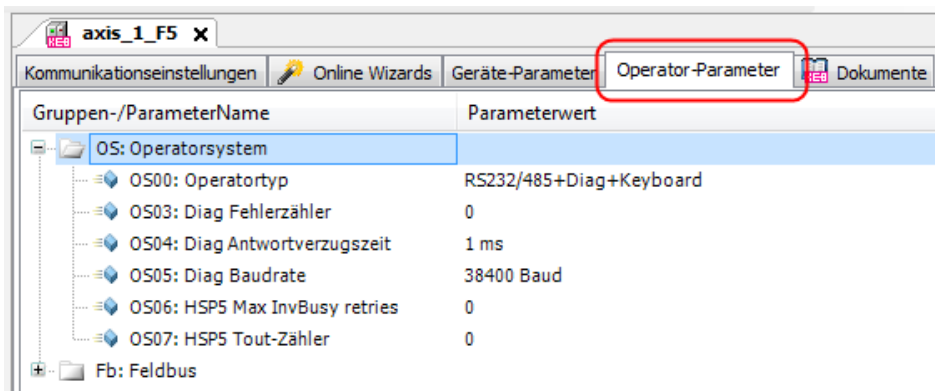 axis_1_F5 x
Kommunikationseinstellungen Online Wizards Geräte-Parameter Operator-Parameter Dokumente
Gruppen-/ParameterName Parameterwert
OS: Operatorsystem
OS00: Operatortyp RS232/485+Diag+Keyboard
OS03: Diag Fehlerzähler 0
OS04: Diag Antwortverzugszeit 1 ms
OS05: Diag Baudrate 38400 Baud
OS06: HSP5 Max InvBusy retries 0
OS07: HSP5 Tout-Zähler 0
Fb: Feldbus